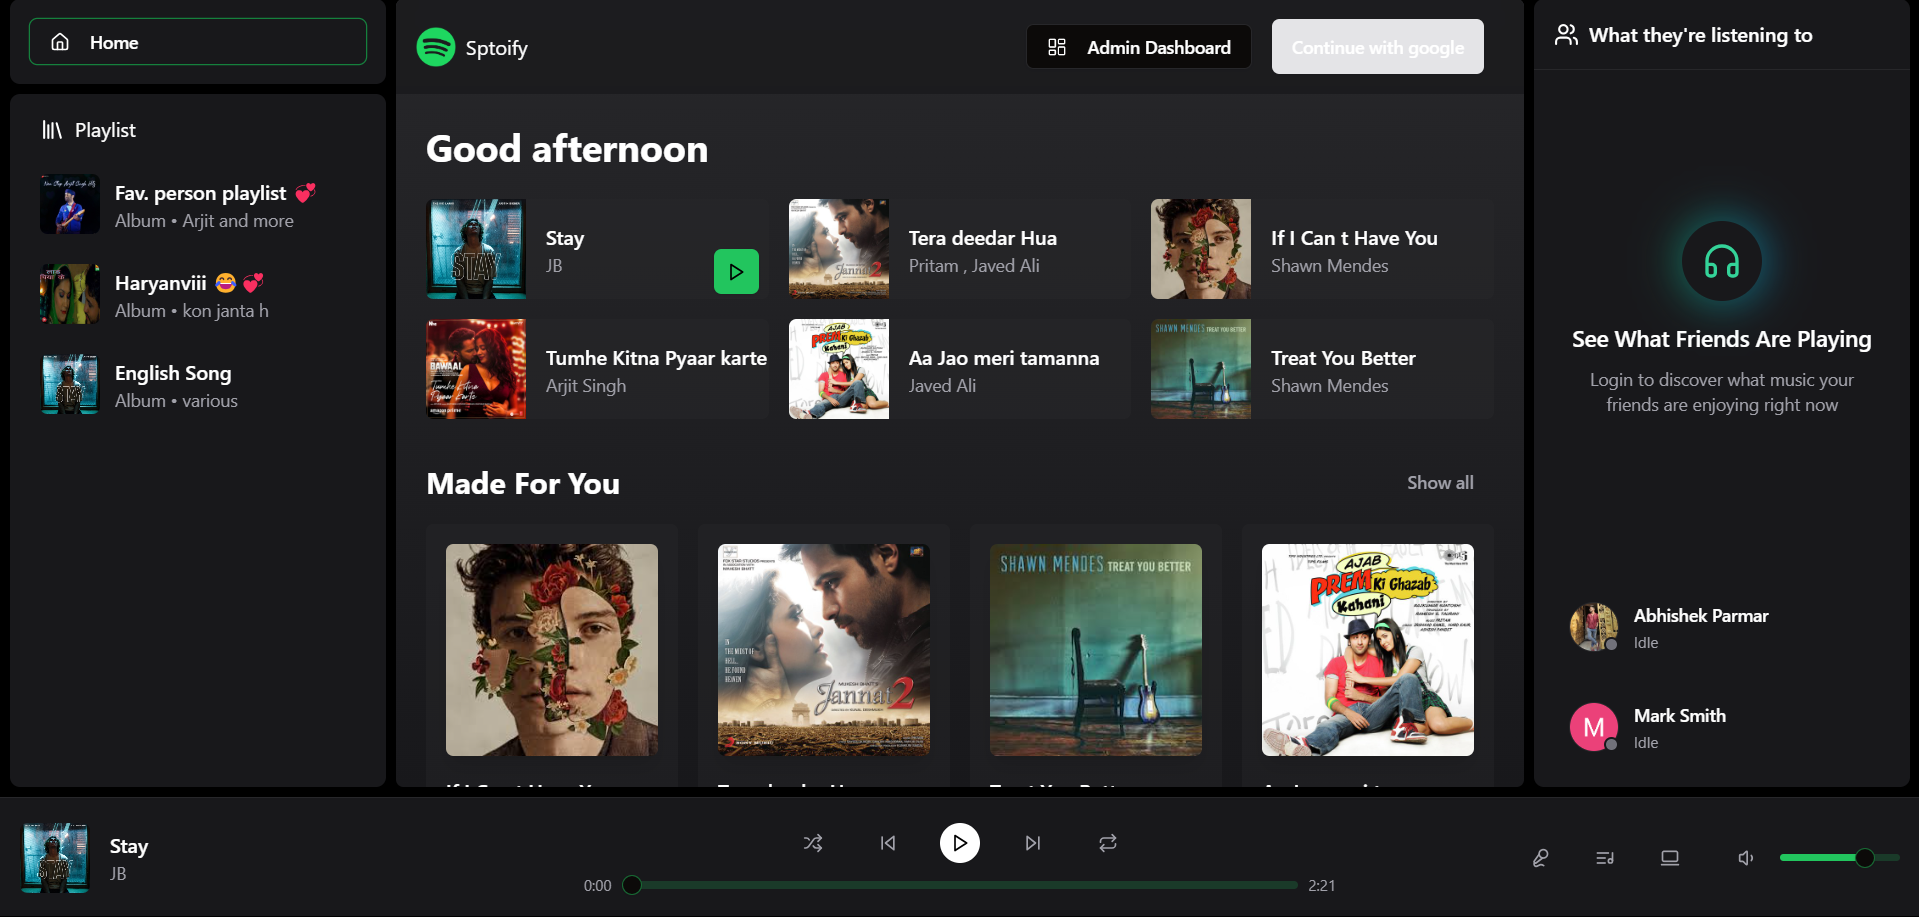 Home
Playlist
Fav. person playlist 💞
Album • Arjit and more
Haryanviii 😂 💞
Album • kon janta h
English Song
Album • various
Sptoify
Admin Dashboard
Continue with google
Good afternoon
Stay
JB
Tera deedar Hua
Pritam , Javed Ali
If I Can t Have You
Shawn Mendes
Tumhe Kitna Pyaar karte
Arjit Singh
Aa Jao meri tamanna
Javed Ali
Treat You Better
Shawn Mendes
Made For You
Show all
Jannat 2
SHAWN MENDES TREAT YOU BETTER
AJAB
PREM Ki Ghazab
Kahani
What they're listening to
See What Friends Are Playing
Login to discover what music your
friends are enjoying right now
Abhishek Parmar
Idle
M
Mark Smith
Idle
Stay
JB
0:00
2:21